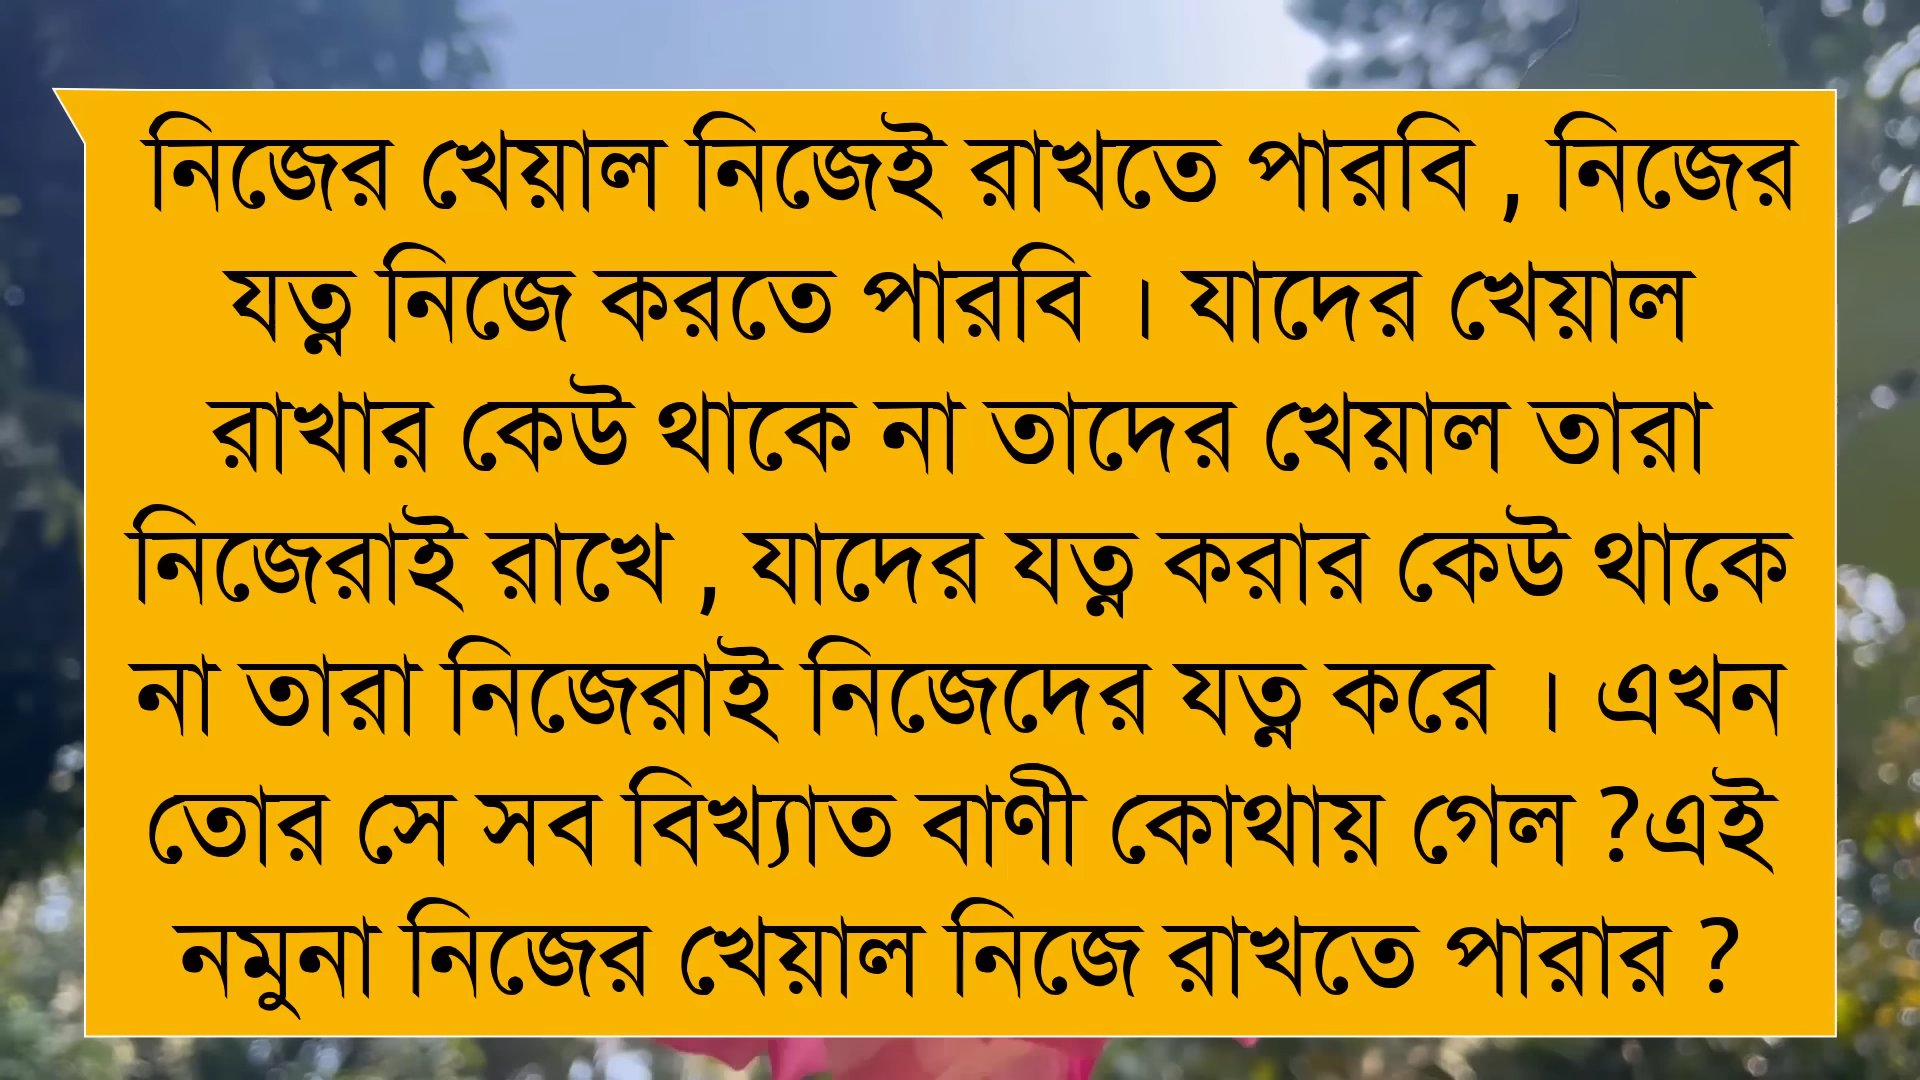 নিজের খেয়াল নিজেই রাখতে পারবি , নিজের
যত্ন নিজে করতে পারবি । যাদের খেয়াল
রাখার কেউ থাকে না তাদের খেয়াল তারা
নিজেরাই রাখে , যাদের যত্ন করার কেউ থাকে
না তারা নিজেরাই নিজেদের যত্ন করে । এখন
তোর সে সব বিখ্যাত বাণী কোথায় গেল ?এই
নমুনা নিজের খেয়াল নিজে রাখতে পারার ?